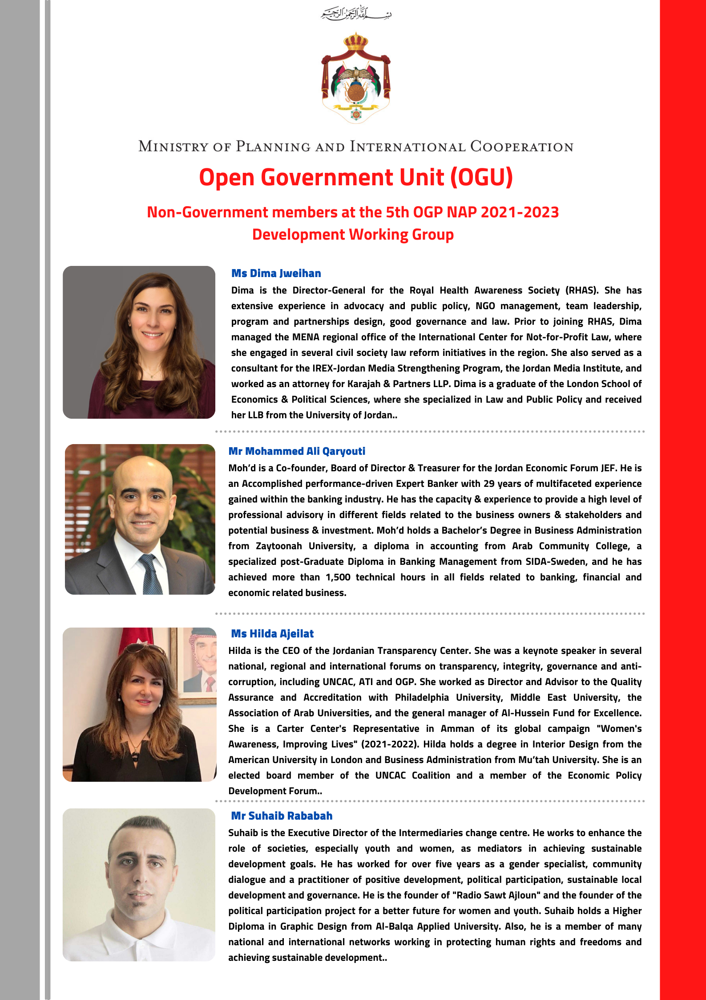 بسم الله الرحمن الرحيم
Ministry of Planning and International Cooperation
Open Government Unit (OGU)
Non-Government members at the 5th OGP NAP 2021-2023
Development Working Group
Ms Dima Jweihan
Dima is the Director-General for the Royal Health Awareness Society (RHAS). She has
extensive experience in advocacy and public policy, NGO management, team leadership,
program and partnerships design, good governance and law. Prior to joining RHAS, Dima
managed the MENA regional office of the International Center for Not-for-Profit Law, where
she engaged in several civil society law reform initiatives in the region. She also served as a
consultant for the IREX-Jordan Media Strengthening Program, the Jordan Media Institute, and
worked as an attorney for Karajah & Partners LLP. Dima is a graduate of the London School of
Economics & Political Sciences, where she specialized in Law and Public Policy and received
her LLB from the University of Jordan..
Mr Mohammed Ali Qaryouti
Moh’d is a Co-founder, Board of Director & Treasurer for the Jordan Economic Forum JEF. He is
an Accomplished performance-driven Expert Banker with 29 years of multifaceted experience
gained within the banking industry. He has the capacity & experience to provide a high level of
professional advisory in different fields related to the business owners & stakeholders and
potential business & investment. Moh’d holds a Bachelor’s Degree in Business Administration
from Zaytoonah University, a diploma in accounting from Arab Community College, a
specialized post-Graduate Diploma in Banking Management from SIDA-Sweden, and he has
achieved more than 1,500 technical hours in all fields related to banking, financial and
economic related business.
Ms Hilda Ajeilat
Hilda is the CEO of the Jordanian Transparency Center. She was a keynote speaker in several
national, regional and international forums on transparency, integrity, governance and anti-
corruption, including UNCAC, ATI and OGP. She worked as Director and Advisor to the Quality
Assurance and Accreditation with Philadelphia University, Middle East University, the
Association of Arab Universities, and the general manager of Al-Hussein Fund for Excellence.
She is a Carter Center's Representative in Amman of its global campaign "Women's
Awareness, Improving Lives" (2021-2022). Hilda holds a degree in Interior Design from the
American University in London and Business Administration from Mu’tah University. She is an
elected board member of the UNCAC Coalition and a member of the Economic Policy
Development Forum..
Mr Suhaib Rababah
Suhaib is the Executive Director of the Intermediaries change centre. He works to enhance the
role of societies, especially youth and women, as mediators in achieving sustainable
development goals. He has worked for over five years as a gender specialist, community
dialogue and a practitioner of positive development, political participation, sustainable local
development and governance. He is the founder of "Radio Sawt Ajloun" and the founder of the
political participation project for a better future for women and youth. Suhaib holds a Higher
Diploma in Graphic Design from Al-Balqa Applied University. Also, he is a member of many
national and international networks working in protecting human rights and freedoms and
achieving sustainable development..